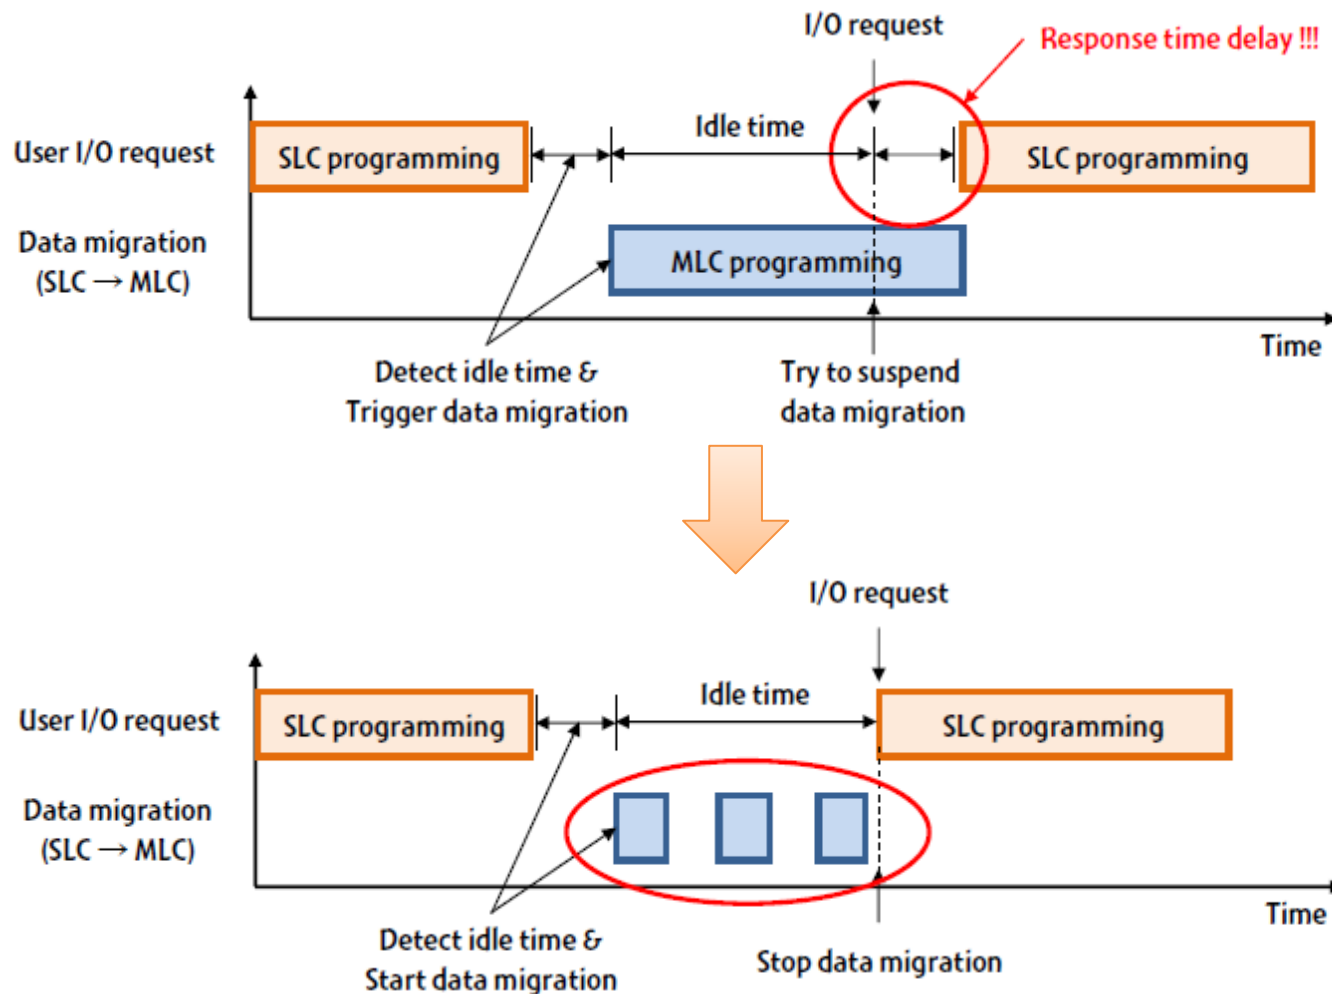 I/O request
Response time delay !!!
User I/O request
SLC programming
Idle time
SLC programming
Data migration
(SLC → MLC)
MLC programming
Time
Detect idle time &
Trigger data migration
Try to suspend
data migration
I/O request
User I/O request
SLC programming
Idle time
SLC programming
Data migration
(SLC → MLC)
Time
Detect idle time &
Start data migration
Stop data migration